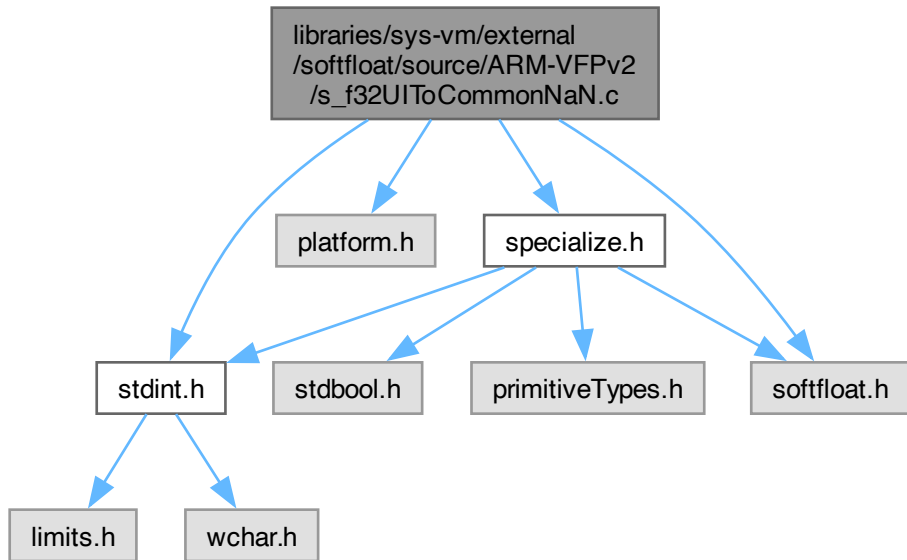 libraries/sys-vm/external
/softfloat/source/ARM-VFPv2
/s_f32UIToCommonNaN.c
platform.h
specialize.h
stdint.h
stdbool.h
primitiveTypes.h
softfloat.h
limits.h
wchar.h